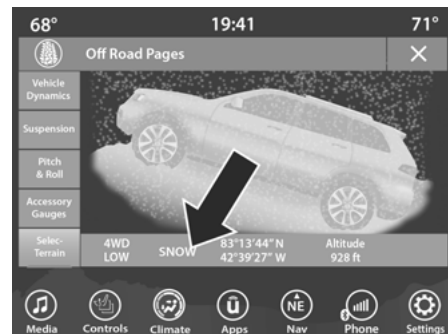 68°
19:41
71°
Off Road Pages
Vehicle
Dynamics
Suspension
Pitch
& Roll
Accessory
Gauges
Selec-
Terrain
4WD
LOW
SNOW
83°13'44" N
42°39'27" W
Altitude
928 ft
Media
Controls
Climate
Apps
NE
Nav
Phone
Settings